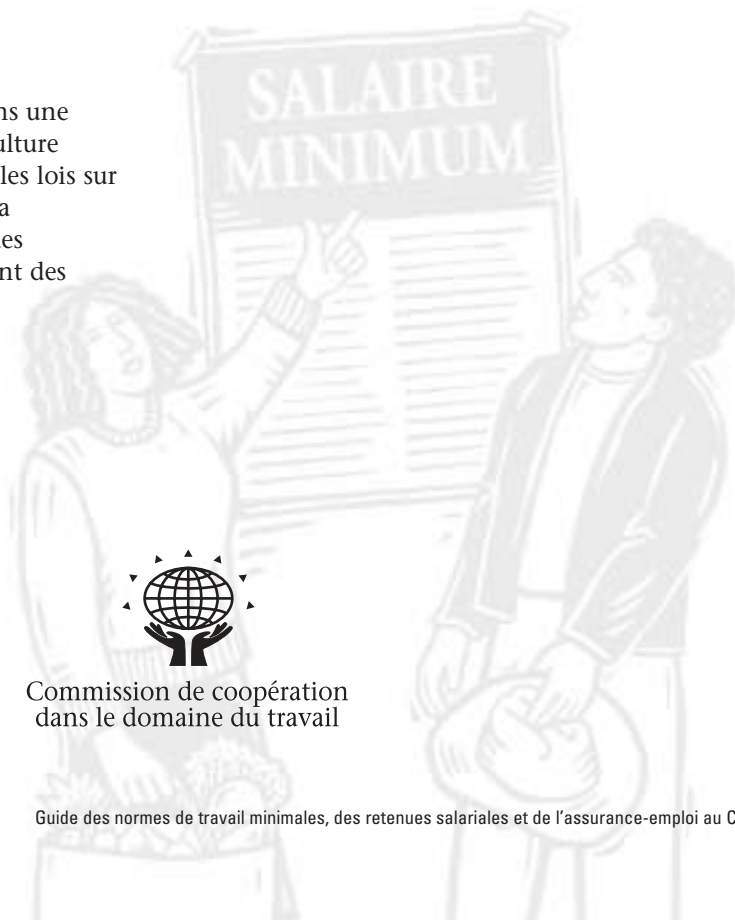 SALAIRE
MINIMUM
ns une
ulture
les lois sur
a
les
nt des
Commission de coopération
dans le domaine du travail
Guide des normes de travail minimales, des retenues salariales et de l’assurance-emploi au C